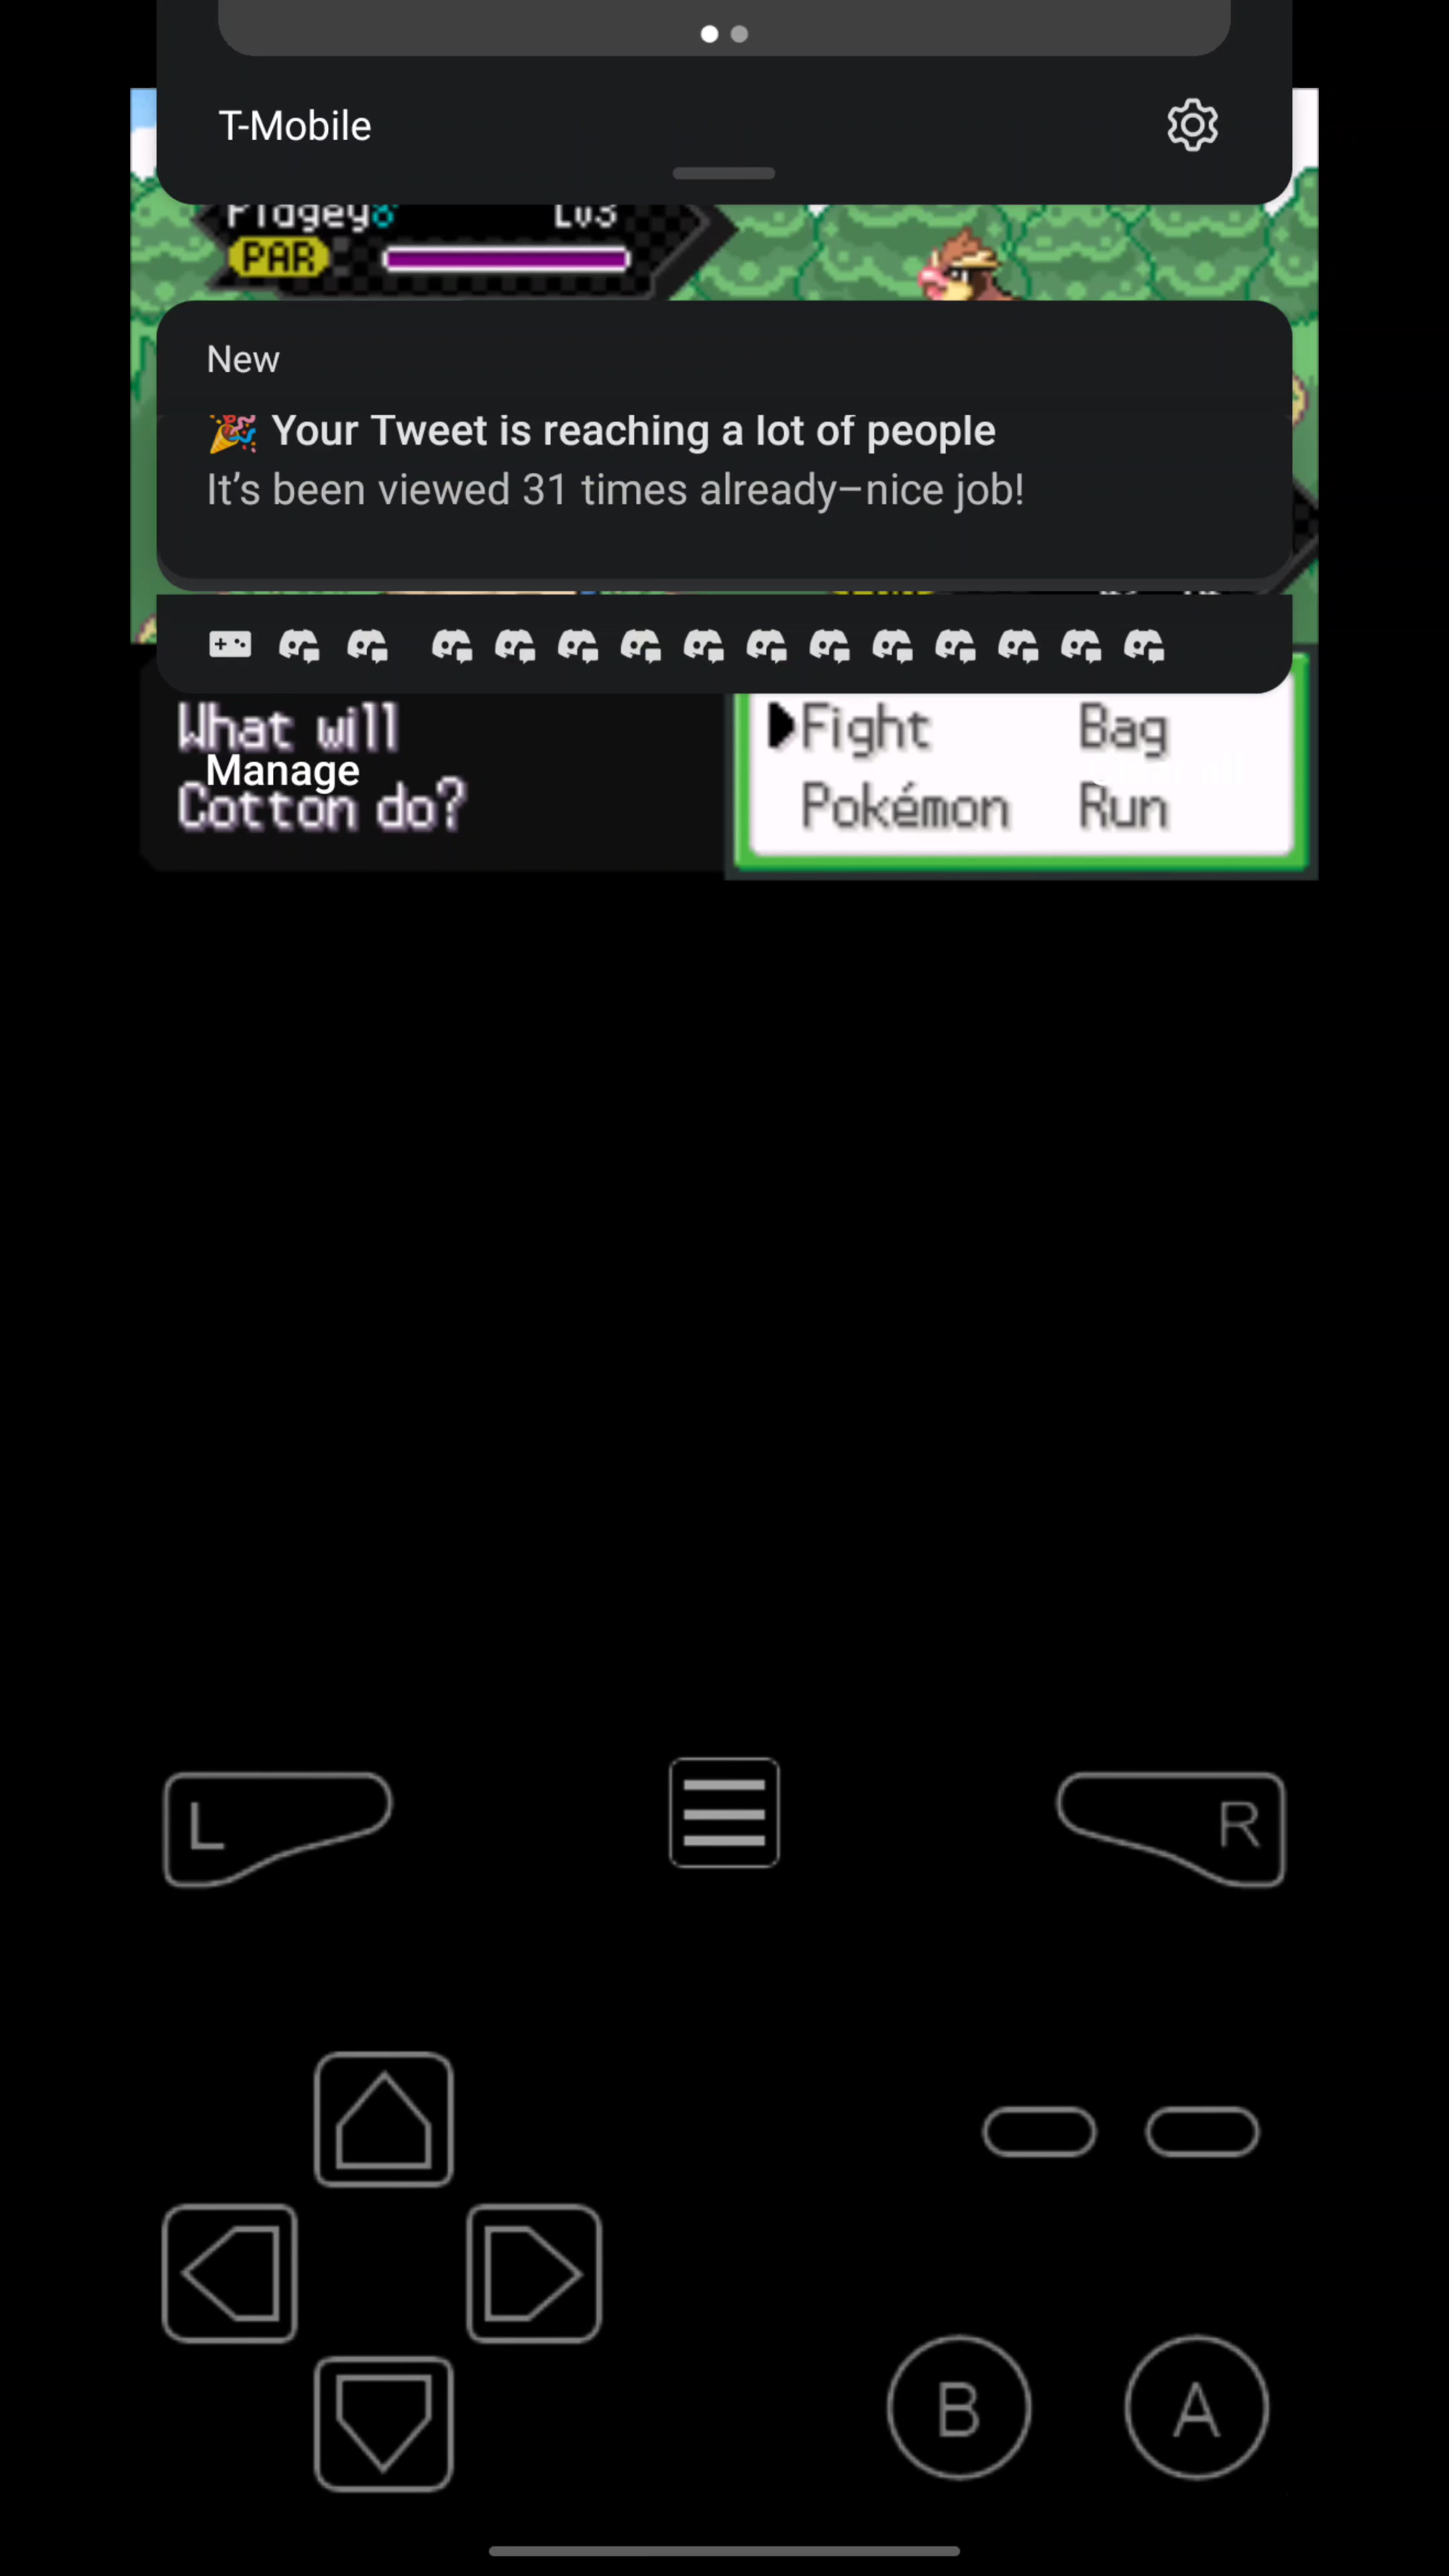 T-Mobile
Pidgey♂ Lv3
PAR
New
🎉 Your Tweet is reaching a lot of people
It's been viewed 31 times already–nice job!
What will
Cotton do?
Manage
Fight Bag
Pokémon Run
L
R
B
A